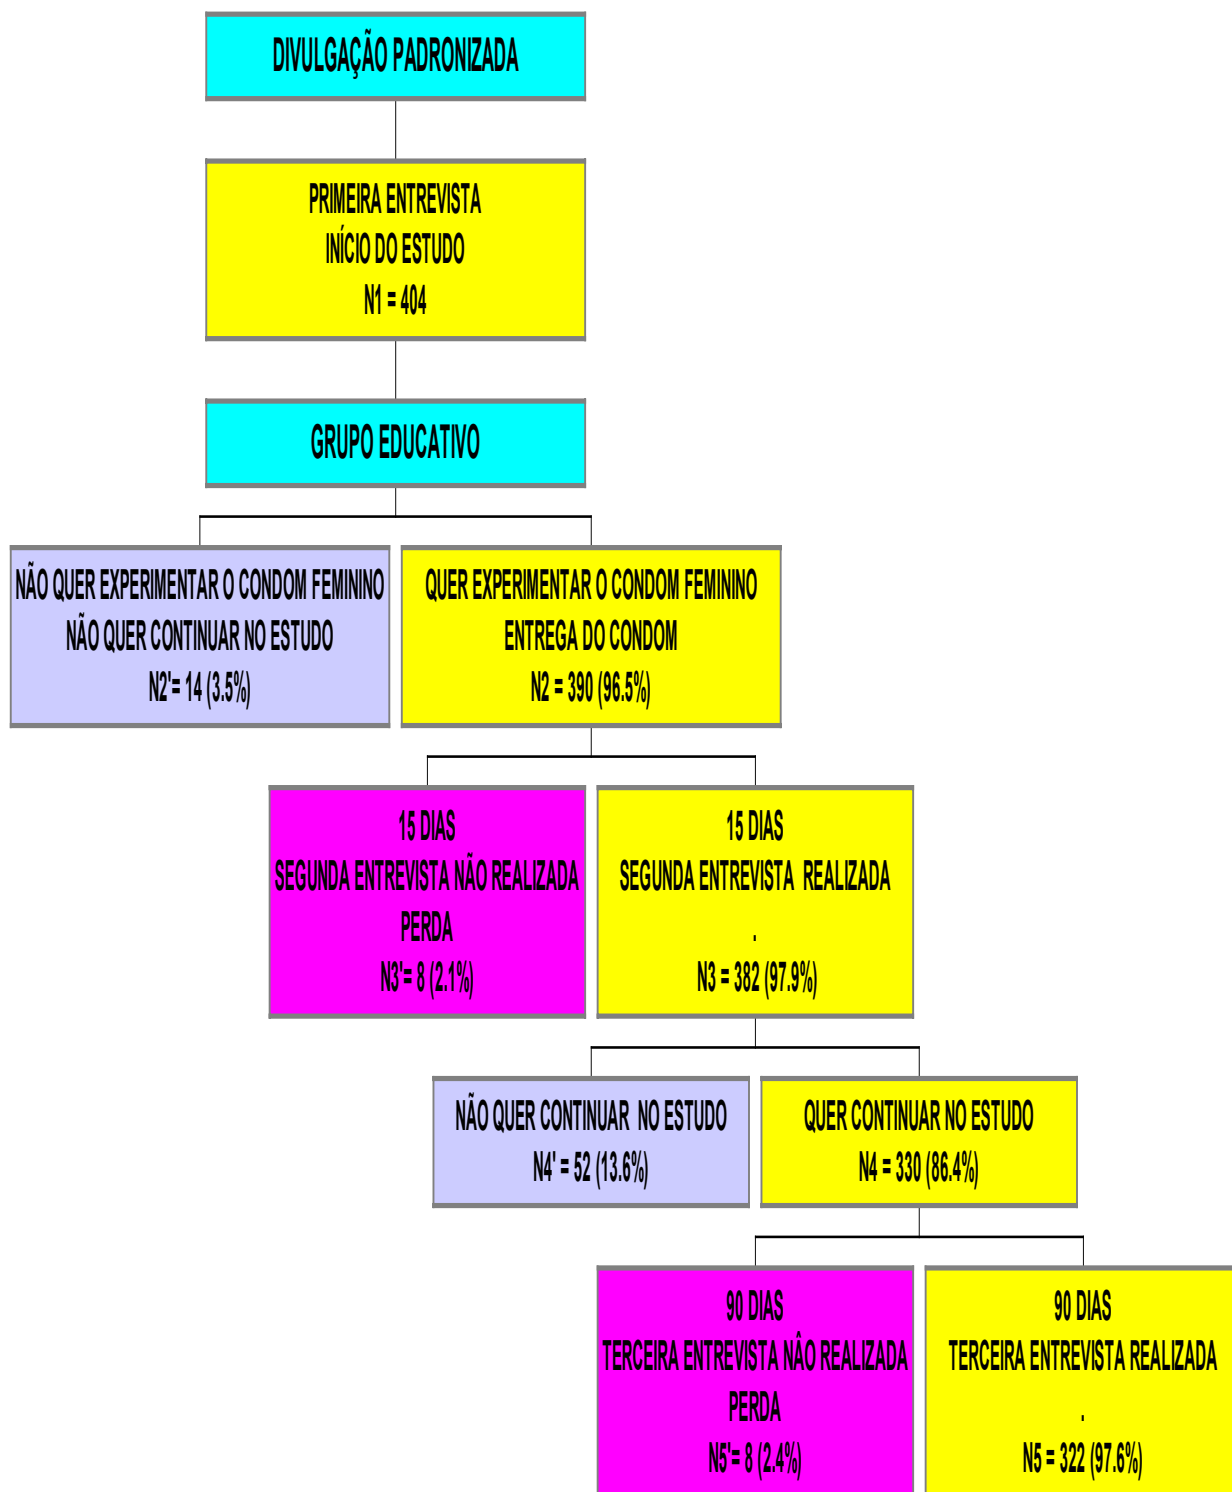 DIVULGAÇÃO PADRONIZADA
PRIMEIRA ENTREVISTA
INÍCIO DO ESTUDO
N1 = 404
GRUPO EDUCATIVO
NÃO QUER EXPERIMENTAR O CONDOM FEMININO
NÃO QUER CONTINUAR NO ESTUDO
N2'= 14 (3.5%)
QUER EXPERIMENTAR O CONDOM FEMININO
ENTREGA DO CONDOM
N2 = 390 (96.5%)
15 DIAS
SEGUNDA ENTREVISTA NÃO REALIZADA
PERDA
N3'= 8 (2.1%)
15 DIAS
SEGUNDA ENTREVISTA  REALIZADA
.
N3 = 382 (97.9%)
NÃO QUER CONTINUAR  NO ESTUDO
N4' = 52 (13.6%)
QUER CONTINUAR NO ESTUDO
N4 = 330 (86.4%)
90 DIAS
TERCEIRA ENTREVISTA NÂO REALIZADA
PERDA
N5'= 8 (2.4%)
90 DIAS
TERCEIRA ENTREVISTA REALIZADA
.
N5 = 322 (97.6%)